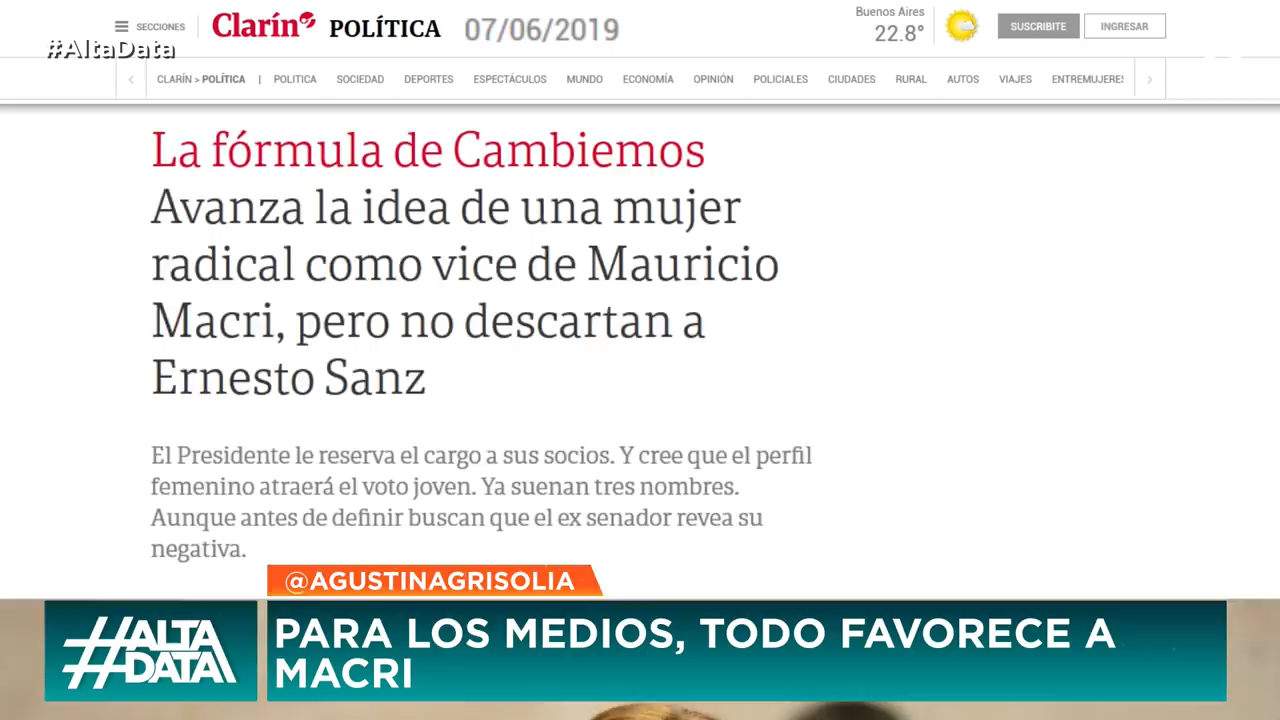 SECCIONES
Clarín
POLÍTICA
07/06/2019
Buenos Aires
22.8°
SUSCRIBITE
INGRESAR
#AltaData
CLARÍN > POLÍTICA | POLITICA SOCIEDAD DEPORTES ESPECTÁCULOS MUNDO ECONOMÍA OPINIÓN POLICIALES CIUDADES RURAL AUTOS VIAJES ENTREMUJERES
La fórmula de Cambiemos
Avanza la idea de una mujer
radical como vice de Mauricio
Macri, pero no descartan a
Ernesto Sanz
El Presidente le reserva el cargo a sus socios. Y cree que el perfil
femenino atraerá el voto joven. Ya suenan tres nombres.
Aunque antes de definir buscan que el ex senador revea su
negativa.
@AGUSTINAGRISOLIA
#ALTA
DATA
PARA LOS MEDIOS, TODO FAVORECE A
MACRI